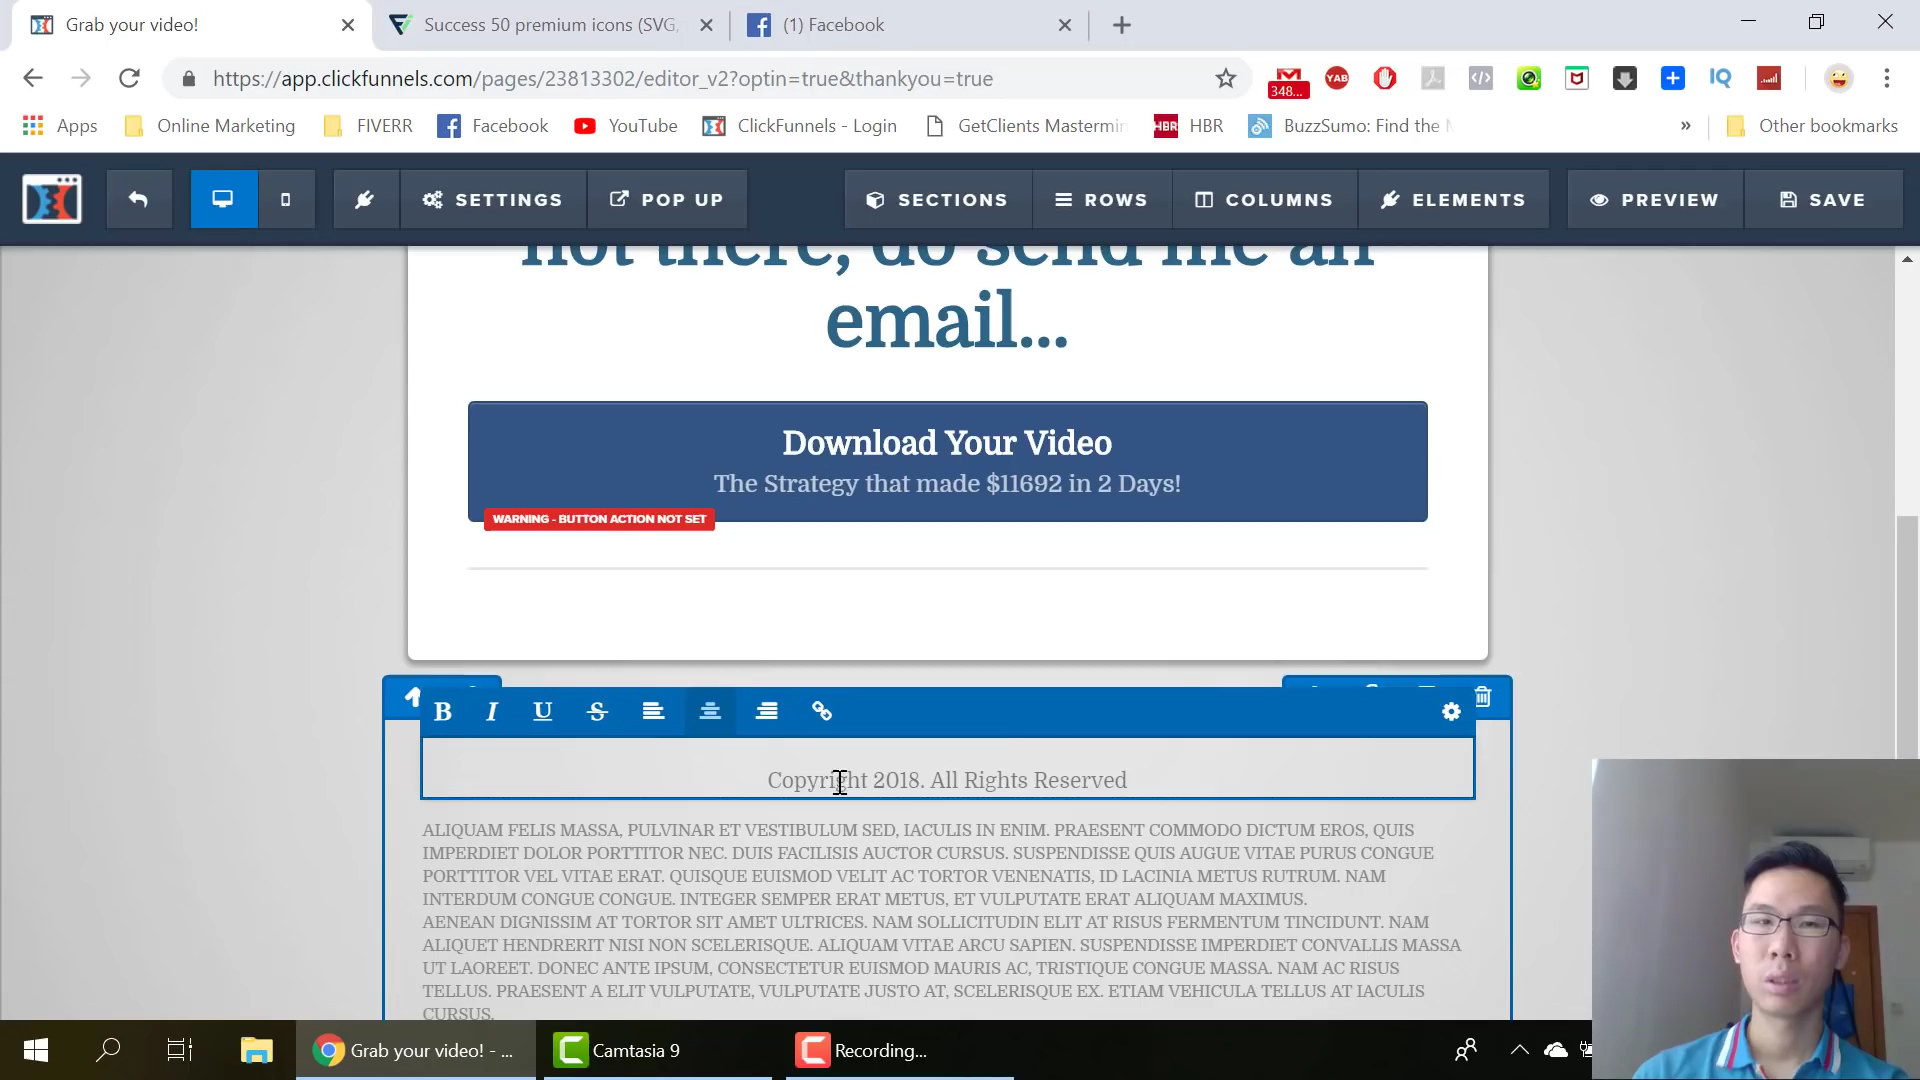 Grab your video!
Success 50 premium icons (SVG,
(1) Facebook
https://app.clickfunnels.com/pages/23813302/editor_v2?optin=true&thankyou=true
348...
YAB
IQ
Apps
Online Marketing
FIVERR
Facebook
YouTube
ClickFunnels - Login
GetClients Mastermin
HBR
HBR
BuzzSumo: Find the
»
Other bookmarks
SETTINGS
POP UP
SECTIONS
ROWS
COLUMNS
ELEMENTS
PREVIEW
SAVE
not there, do send me an
email...
Download Your Video
The Strategy that made $11692 in 2 Days!
WARNING - BUTTON ACTION NOT SET
B I U S
Copyright 2018. All Rights Reserved
ALIQUAM FELIS MASSA, PULVINAR ET VESTIBULUM SED, IACULIS IN ENIM. PRAESENT COMMODO DICTUM EROS, QUIS
IMPERDIET DOLOR PORTTITOR NEC. DUIS FACILISIS AUCTOR CURSUS. SUSPENDISSE QUIS AUGUE VITAE PURUS CONGUE
PORTTITOR VEL VITAE ERAT. QUISQUE EUISMOD VELIT AC TORTOR VENENATIS, ID LACINIA METUS RUTRUM. NAM
INTERDUM CONGUE CONGUE. INTEGER SEMPER ERAT METUS, ET VULPUTATE ERAT ALIQUAM MAXIMUS.
AENEAN DIGNISSIM AT TORTOR SIT AMET ULTRICES. NAM SOLLICITUDIN ELIT AT RISUS FERMENTUM TINCIDUNT. NAM
ALIQUET HENDRERIT NISI NON SCELERISQUE. ALIQUAM VITAE ARCU SAPIEN. SUSPENDISSE IMPERDIET CONVALLIS MASSA
UT LAOREET. DONEC ANTE IPSUM, CONSECTETUR EUISMOD MAURIS AC, TRISTIQUE CONGUE MASSA. NAM AC RISUS
TELLUS. PRAESENT A ELIT VULPUTATE, VULPUTATE JUSTO AT, SCELERISQUE EX. ETIAM VEHICULA TELLUS AT IACULIS
CURSUS.
Grab your video! - ...
Camtasia 9
Recording...